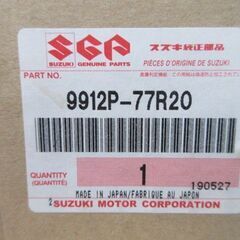 SGP
SUZUKI
GENUINE
PARTS
スズキ純正部品
PIÈCES D'ORIGINE DE SUZUKI
PART NO.
9912P-77R20
QUANTITY
(QUANTITÉ)
1
190527
MADE IN JAPAN/FABRIQUE AU JAPON
SUZUKI MOTOR CORPORATION